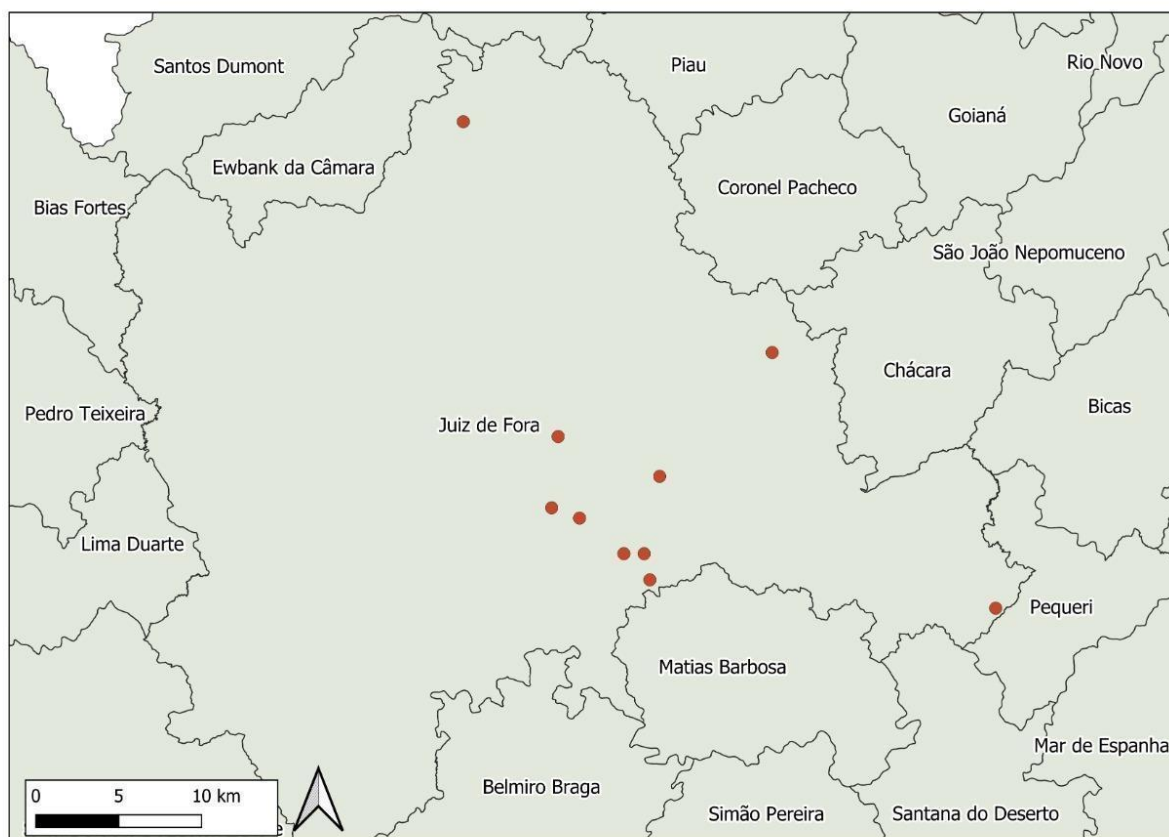 Santos Dumont
Piau
Rio Novo
Goianá
Ewbank da Câmara
Coronel Pacheco
Bias Fortes
São João Nepomuceno
Chácara
Bicas
Pedro Teixeira
Juiz de Fora
Lima Duarte
Pequeri
Matias Barbosa
Mar de Espanha
Belmiro Braga
Simão Pereira
Santana do Deserto
0 5 10 km